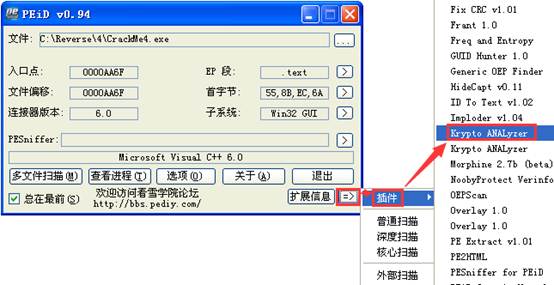 PEiD v0.94
文件: C:\Reverse\4\CrackMe4.exe ...
入口点: 0000AA6F EP 段: .text >
文件偏移: 0000AA6F 首字节: 55,8B,EC,6A >
连接器版本: 6.0 子系统: Win32 GUI >
PESniffer: >
Microsoft Visual C++ 6.0
多文件扫描(M) 查看进程(T) 选项(O) 关于(A) 退出
总在最前(S) 欢迎访问看雪学院论坛 扩展信息 =>
http://bbs.pediy.com/
插件
普通扫描
深度扫描
核心扫描
外部扫描
Fix CRC v1.01
Frant 1.0
Freq and Entropy
GUID Hunter 1.0
Generic OEP Finder
HideCapt v0.11
ID To Text v1.02
Imploder v1.04
Krypto ANALyzer
Krypto ANALyzer
Morphine 2.7b (Protect)
NoobyProtect Verinfo
OEPScan
Overlay 1.0
Overlay 1.0
PE Extract v1.01
PE2HTML
PESniffer for PEiD